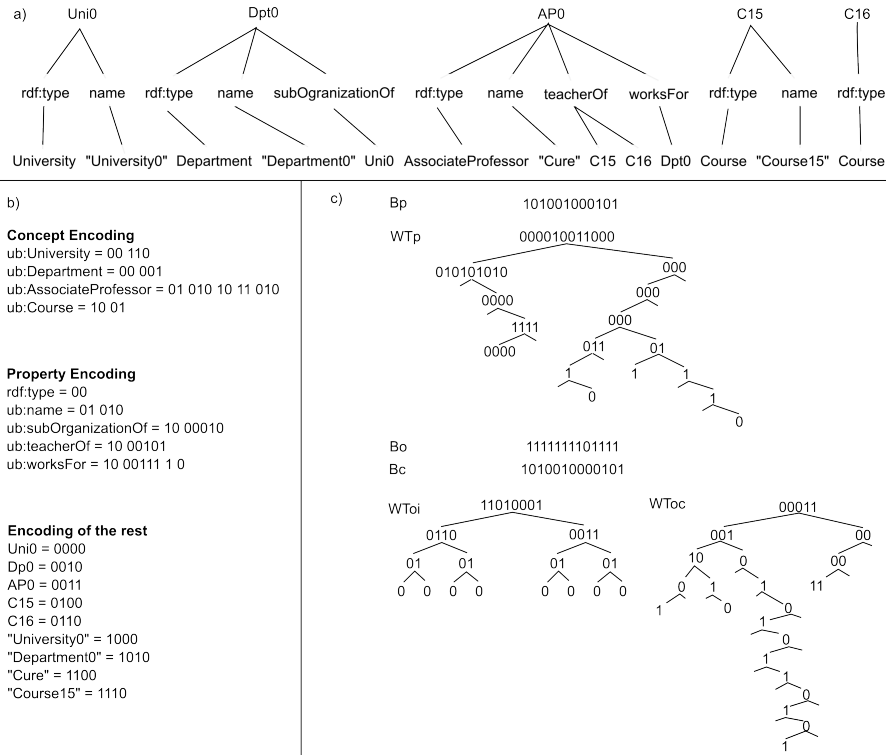 a) Uni0 Dpt0 AP0 C15 C16
rdf:type name rdf:type name subOgranizationOf rdf:type name teacherOf worksFor rdf:type name rdf:type
University "University0" Department "Department0" Uni0 AssociateProfessor "Cure" C15 C16 Dpt0 Course "Course15" Course
b)
Concept Encoding
ub:University = 00 110
ub:Department = 00 001
ub:AssociateProfessor = 01 010 10 11 010
ub:Course = 10 01
Property Encoding
rdf:type = 00
ub:name = 01 010
ub:subOrganizationOf = 10 00010
ub:teacherOf = 10 00101
ub:worksFor = 10 00111 1 0
Encoding of the rest
Uni0 = 0000
Dp0 = 0010
AP0 = 0011
C15 = 0100
C16 = 0110
"University0" = 1000
"Department0" = 1010
"Cure" = 1100
"Course15" = 1110
c)
Bp 101001000101
WTp 000010011000
010101010 000
0000 000
1111 000
0000 011 01
1 1 1
0 1
0
Bo 1111111101111
Bc 1010010000101
WToi 11010001
0110 0011
01 01 01 01
0 0 0 0 0 0 0 0
WToc 00011
001 00
10 0 00
0 1 1 11
1 0 0
1
0
1
1
0
1
0
1